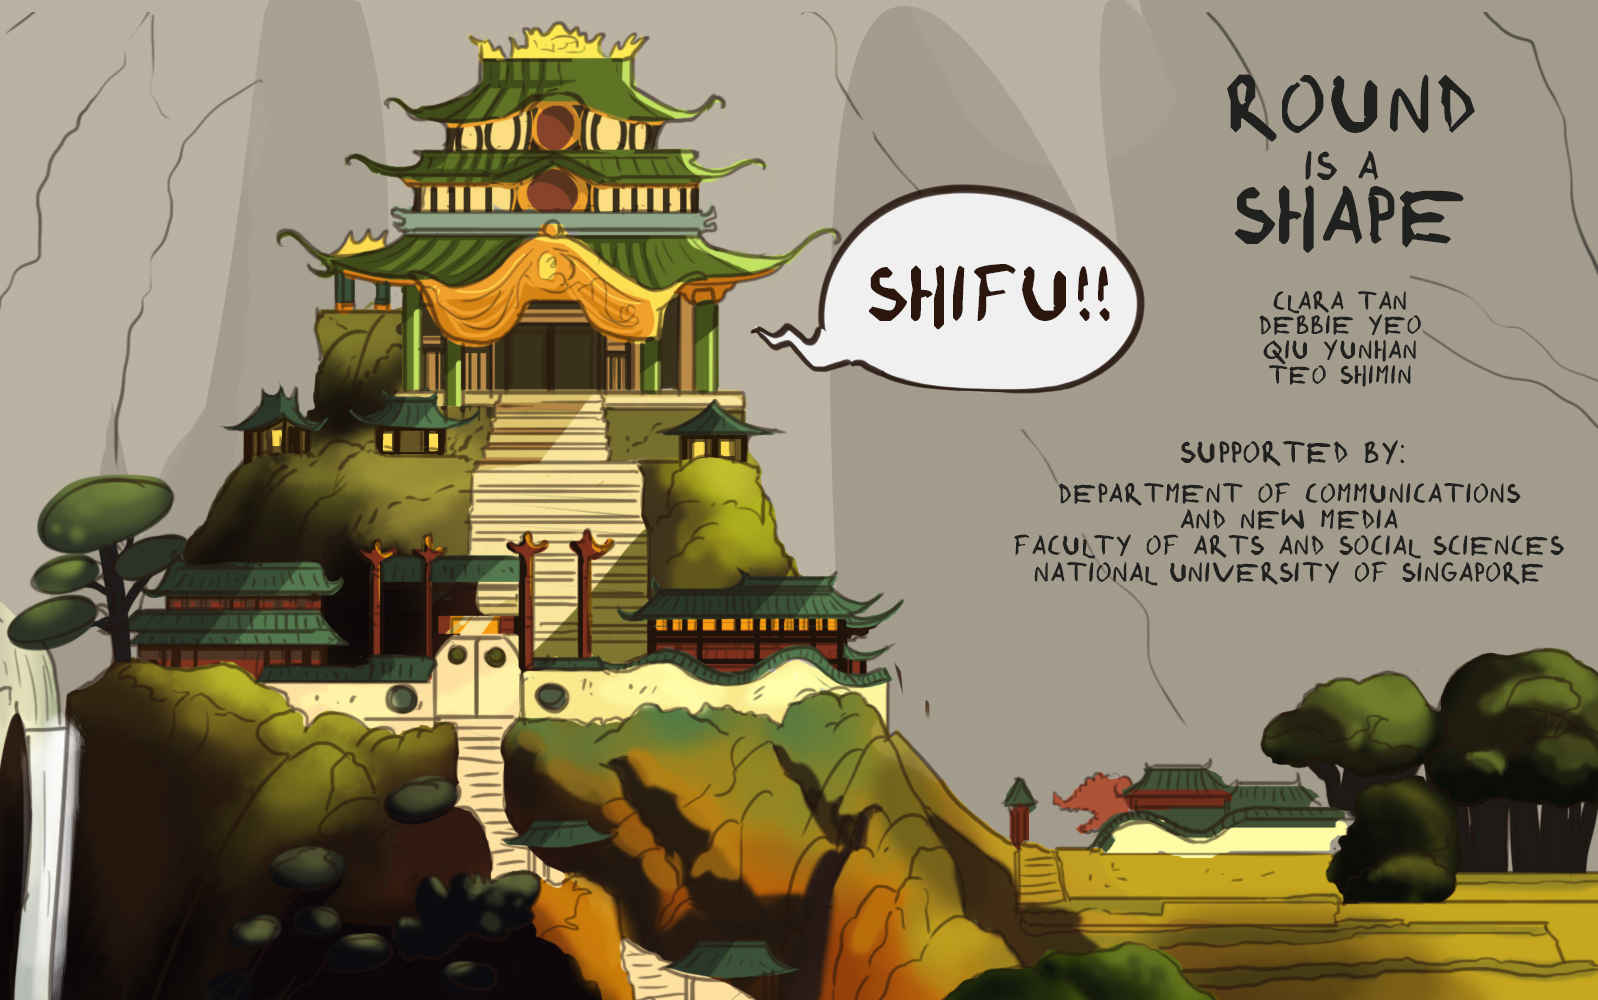 SHIFU!!
ROUND
IS A
SHAPE
CLARA TAN
DEBBIE YEO
QIU YUNHAN
TEO SHIMIN
SUPPORTED BY:
DEPARTMENT OF COMMUNICATIONS
AND NEW MEDIA
FACULTY OF ARTS AND SOCIAL SCIENCES
NATIONAL UNIVERSITY OF SINGAPORE